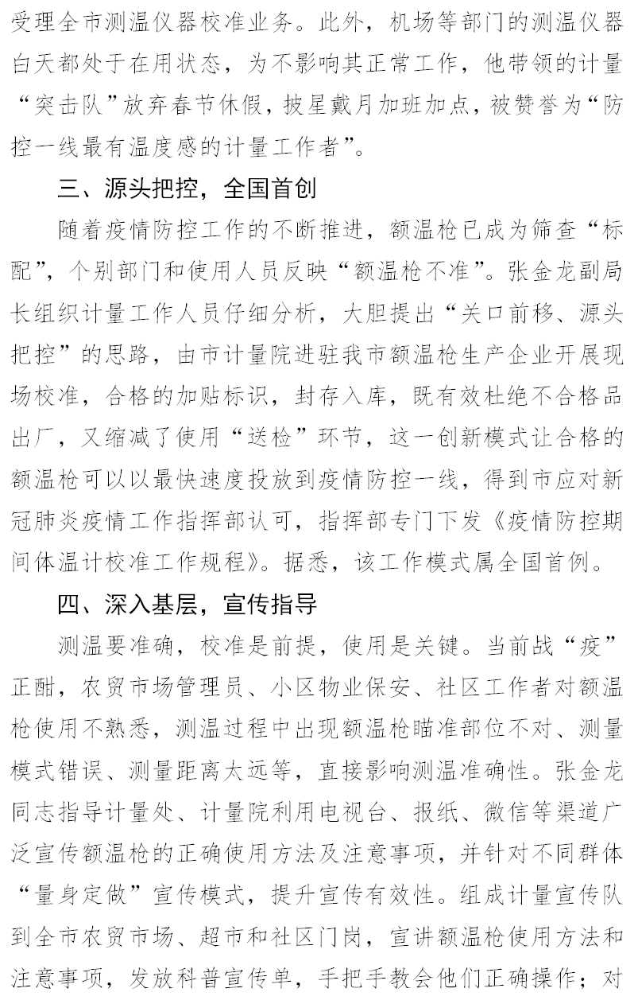 受理全市测温仪器校准业务。此外，机场等部门的测温仪器
白天都处于在用状态，为不影响其正常工作，他带领的计量
“突击队”放弃春节休假，披星戴月加班加点，被赞誉为“防
控一线最有温度感的计量工作者”。
三、源头把控，全国首创
随着疫情防控工作的不断推进，额温枪已成为筛查“标
配”，个别部门和使用人员反映“额温枪不准”。张金龙副局
长组织计量工作人员仔细分析，大胆提出“关口前移、源头
把控”的思路，由市计量院进驻我市额温枪生产企业开展现
场校准，合格的加贴标识，封存入库，既有效杜绝不合格品
出厂，又缩减了使用“送检”环节，这一创新模式让合格的
额温枪可以以最快速度投放到疫情防控一线，得到市应对新
冠肺炎疫情工作指挥部认可，指挥部专门下发《疫情防控期
间体温计校准工作规程》。据悉，该工作模式属全国首例。
四、深入基层，宣传指导
测温要准确，校准是前提，使用是关键。当前战“疫”
正酣，农贸市场管理员、小区物业保安、社区工作者对额温
枪使用不熟悉，测温过程中出现额温枪瞄准部位不对、测量
模式错误、测量距离太远等，直接影响测温准确性。张金龙
同志指导计量处、计量院利用电视台、报纸、微信等渠道广
泛宣传额温枪的正确使用方法及注意事项，并针对不同群体
“量身定做”宣传模式，提升宣传有效性。组成计量宣传队
到全市农贸市场、超市和社区门岗，宣讲额温枪使用方法和
注意事项，发放科普宣传单，手把手教会他们正确操作；对